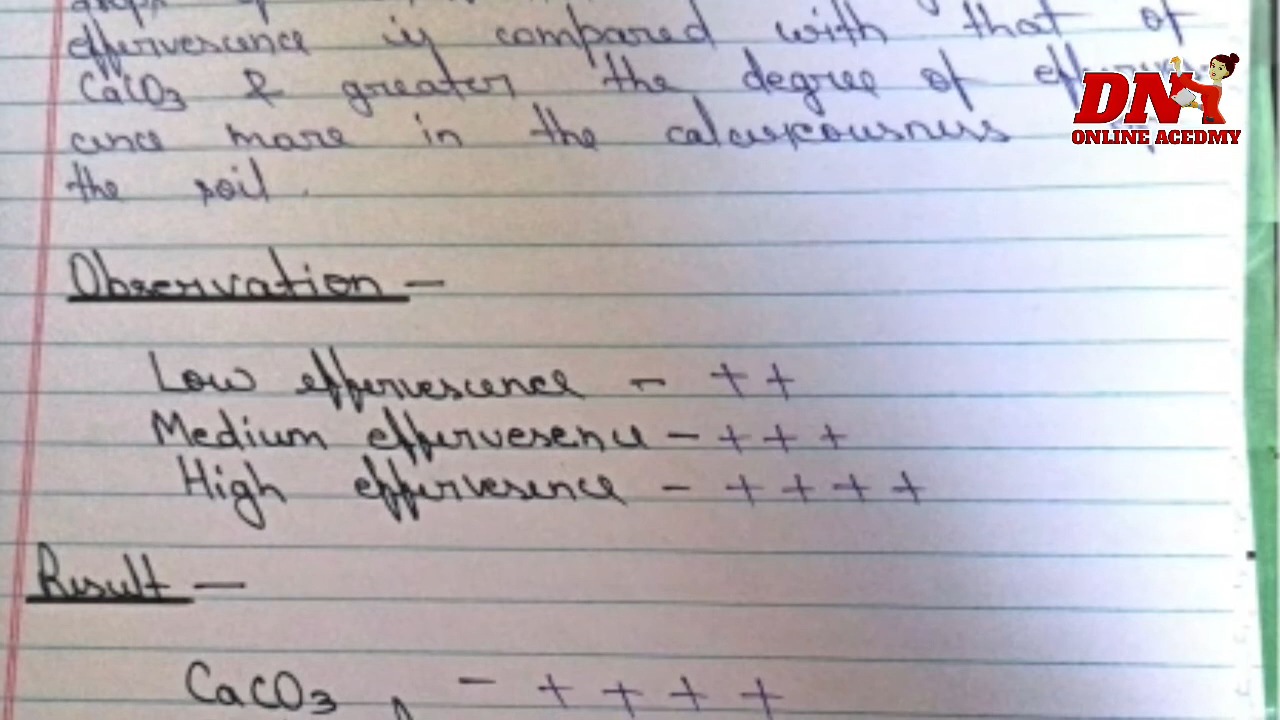 effervescence is compared with that of
CaCO3 & greater the degree of
cence more in the
the soil.
Observation -
Low effervescence - ++
Medium effervesence - +++
High effervesence - ++++
Result -
CaCO3 - ++++
DN
ONLINE ACEDMY